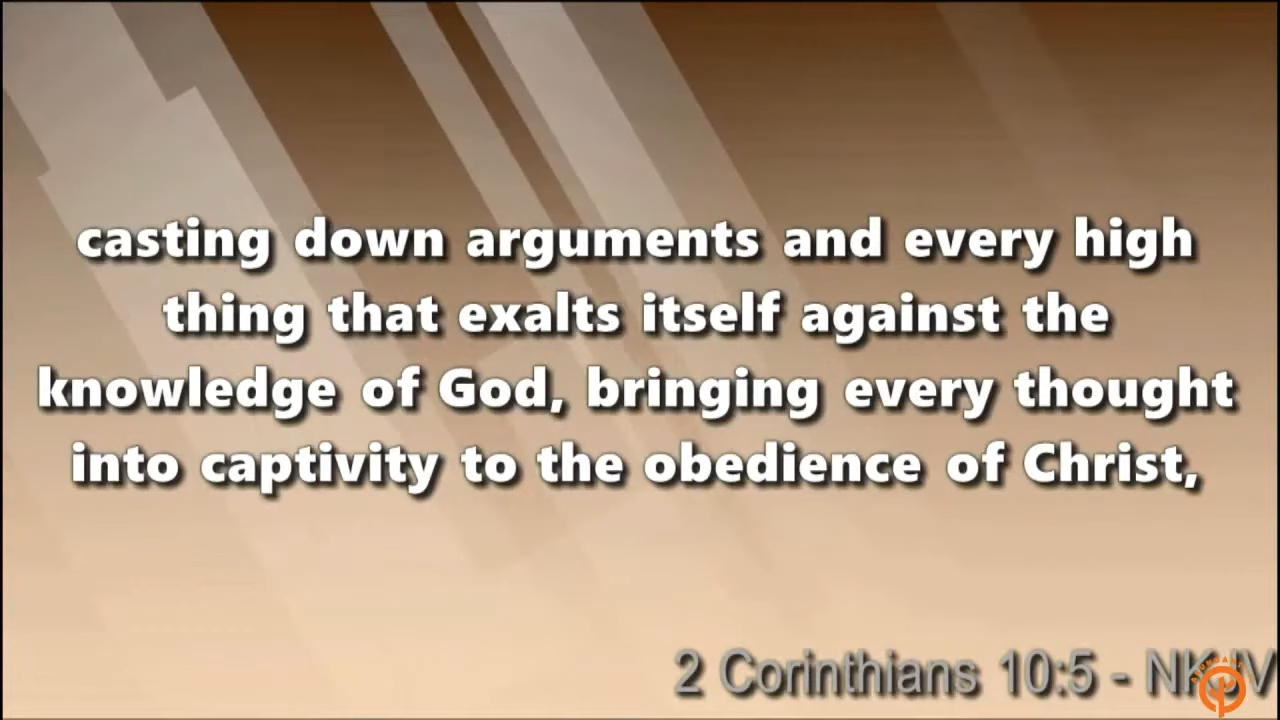 casting down arguments and every high
thing that exalts itself against the
knowledge of God, bringing every thought
into captivity to the obedience of Christ,
2 Corinthians 10:5 - NKJV